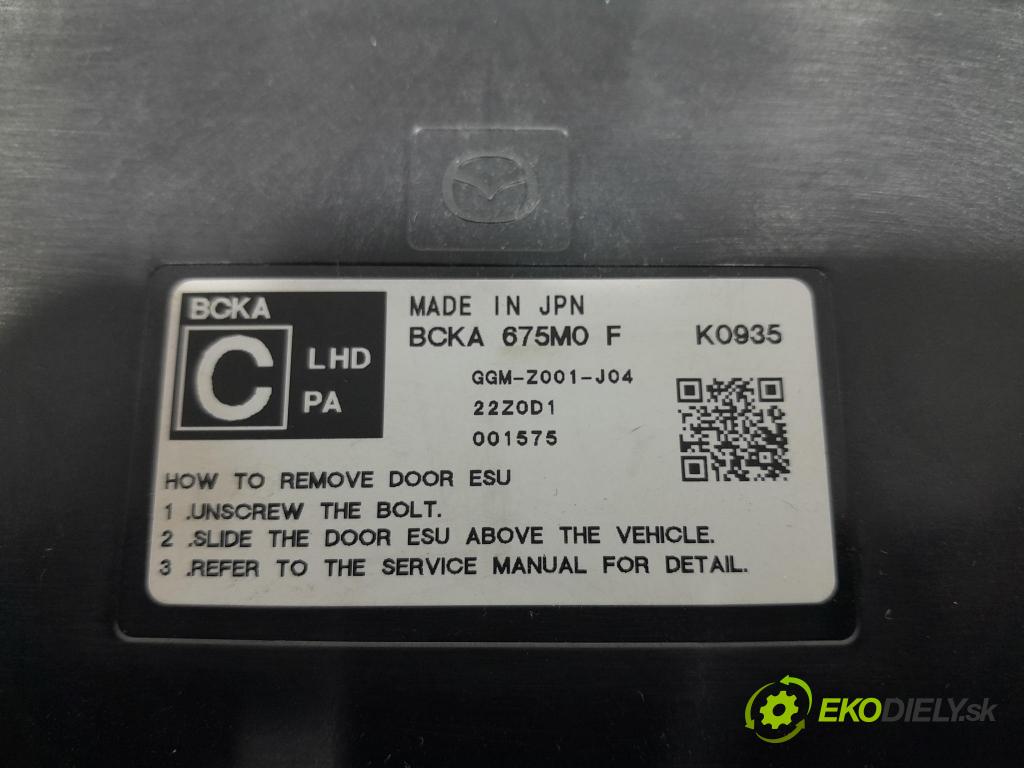 BCKA
C
LHD
PA
MADE IN JPN
BCKA 675M0 F K0935
GGM-Z001-J04
22Z0D1
001575
HOW TO REMOVE DOOR ESU
1 .UNSCREW THE BOLT.
2 .SLIDE THE DOOR ESU ABOVE THE VEHICLE.
3 .REFER TO THE SERVICE MANUAL FOR DETAIL.
EKODIELY.sk